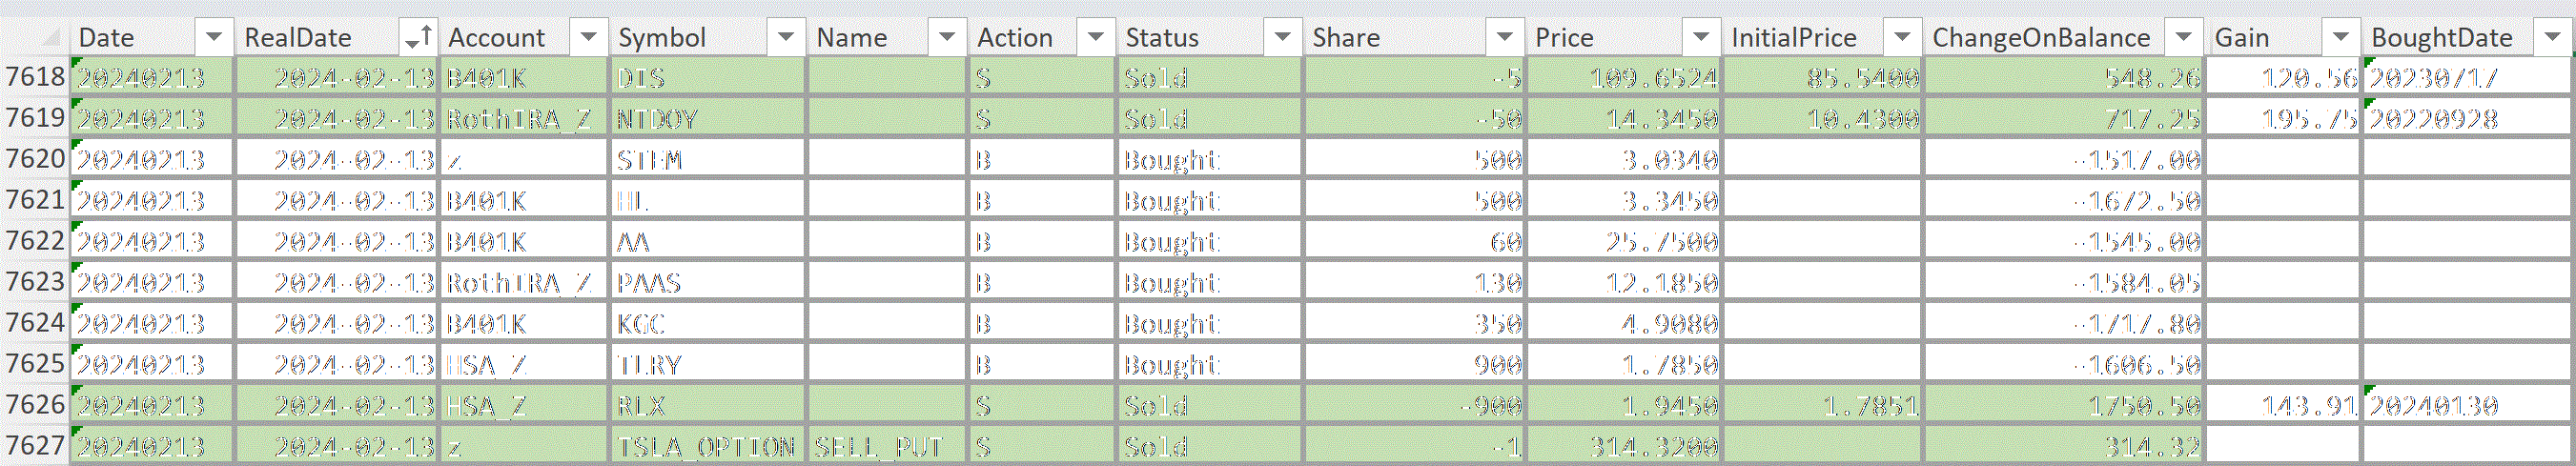 Date RealDate Account Symbol Name Action Status Share Price InitialPrice ChangeOnBalance Gain BoughtDate
7618 20240213 2024-02-13 B401K DIS S Sold -5 109.6524 85.5400 548.26 120.56 20230717
7619 20240213 2024-02-13 RothIRA_Z NTDOY S Sold -50 14.3450 10.4300 717.25 195.75 20220928
7620 20240213 2024-02-13 z STEM B Bought 500 3.0340 -1517.00
7621 20240213 2024-02-13 B401K HL B Bought 500 3.3450 -1672.50
7622 20240213 2024-02-13 B401K AA B Bought 60 25.7500 -1545.00
7623 20240213 2024-02-13 RothIRA_Z PAAS B Bought 130 12.1850 -1584.05
7624 20240213 2024-02-13 B401K KGC B Bought 350 4.9080 -1717.80
7625 20240213 2024-02-13 HSA_Z TLRY B Bought 900 1.7850 -1606.50
7626 20240213 2024-02-13 HSA_Z RLX S Sold -900 1.9450 1.7851 1750.50 143.91 20240130
7627 20240213 2024-02-13 z TSLA_OPTION SELL_PUT S Sold -1 314.3200 314.32